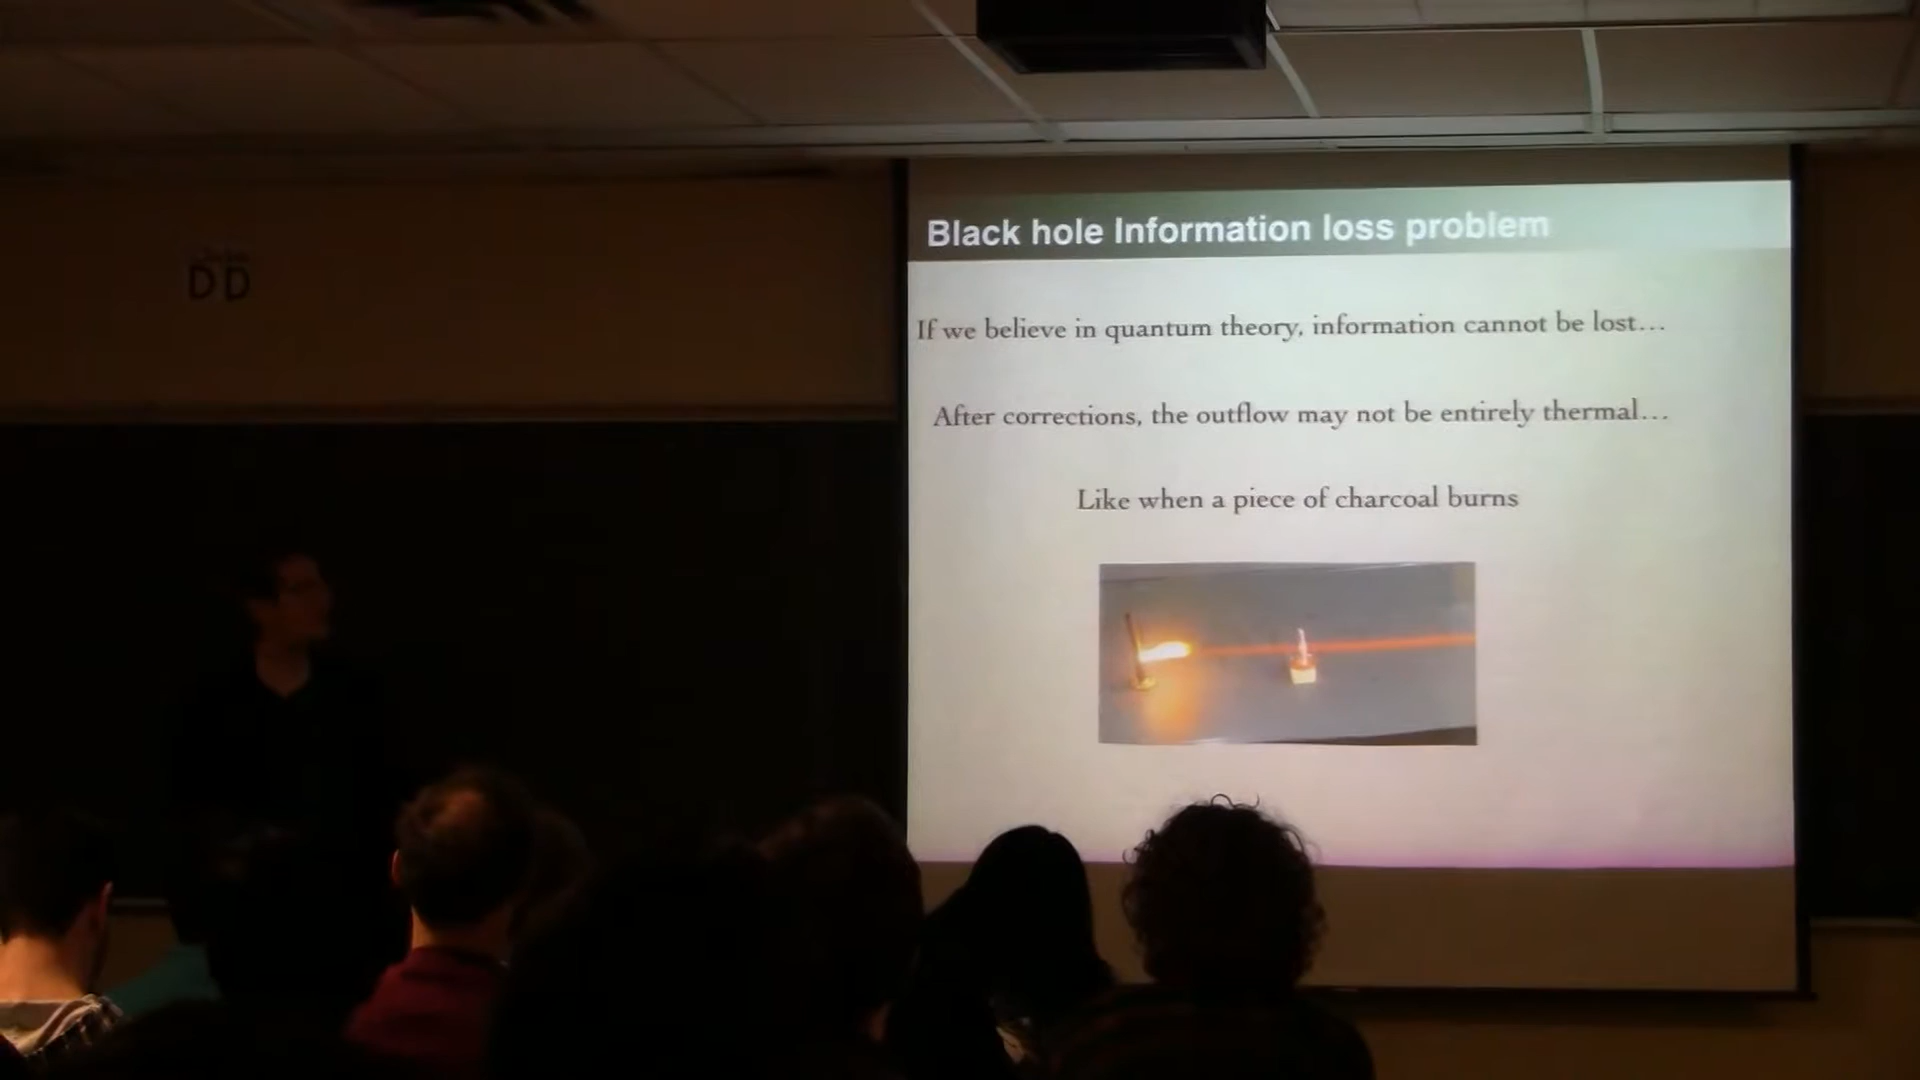 DD
Black hole Information loss problem
If we believe in quantum theory, information cannot be lost...
After corrections, the outflow may not be entirely thermal...
Like when a piece of charcoal burns